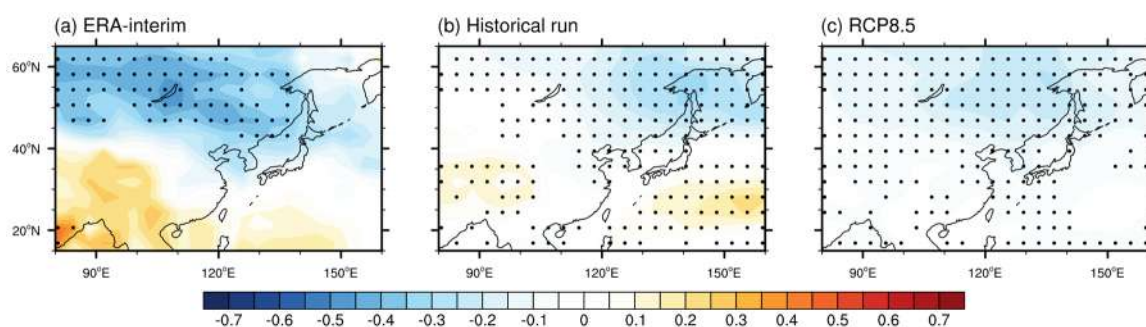 (a) ERA-interim (b) Historical run (c) RCP8.5
60°N
40°N
20°N
90°E 120°E 150°E 90°E 120°E 150°E 90°E 120°E 150°E
-0.7 -0.6 -0.5 -0.4 -0.3 -0.2 -0.1 0 0.1 0.2 0.3 0.4 0.5 0.6 0.7